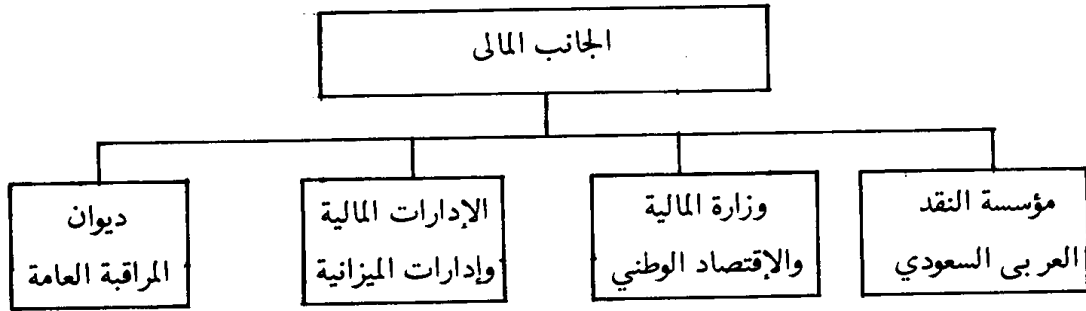 الجانب المالى
مؤسسة النقد
العربى السعودي
وزارة المالية
والإقتصاد الوطني
الإدارات المالية
وإدارات الميزانية
ديوان
المراقبة العامة